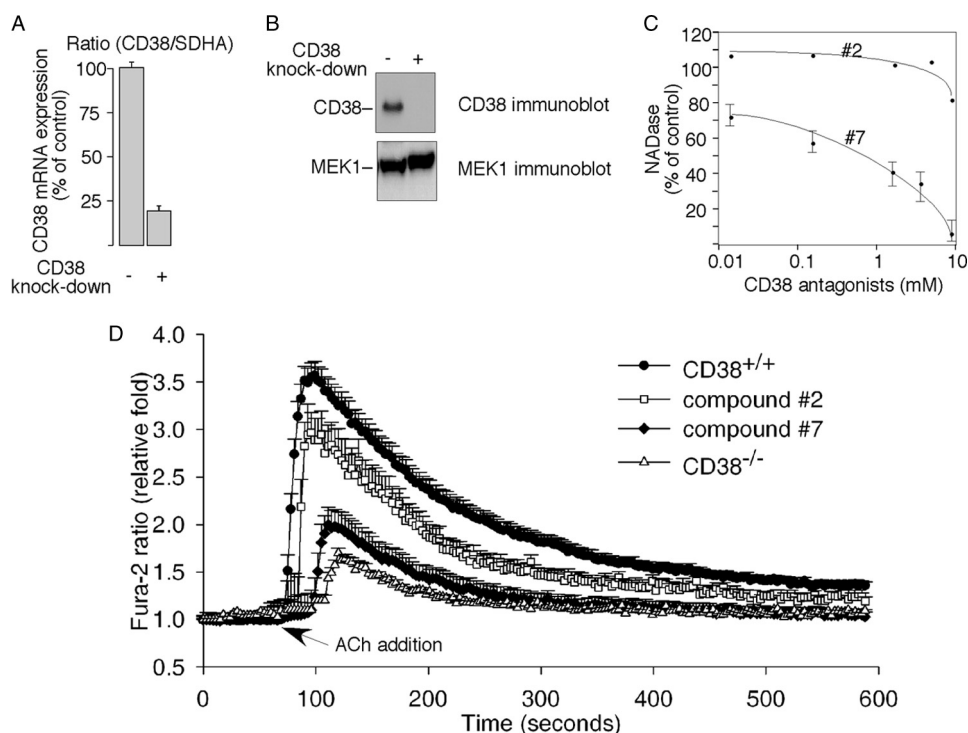 A
Ratio (CD38/SDHA)
CD38 mRNA expression
(% of control)
100
75
50
25
CD38
knock-down
-
+
B
CD38
knock-down
-
+
CD38–
CD38 immunoblot
MEK1–
MEK1 immunoblot
C
NADase
(% of control)
120
100
80
60
40
20
0
#2
#7
0.01
0.1
1
10
CD38 antagonists (mM)
D
Fura-2 ratio (relative fold)
4.0
3.5
3.0
2.5
2.0
1.5
1.0
0.5
CD38+/+
compound #2
compound #7
CD38-/-
ACh addition
0
100
200
300
400
500
600
Time (seconds)